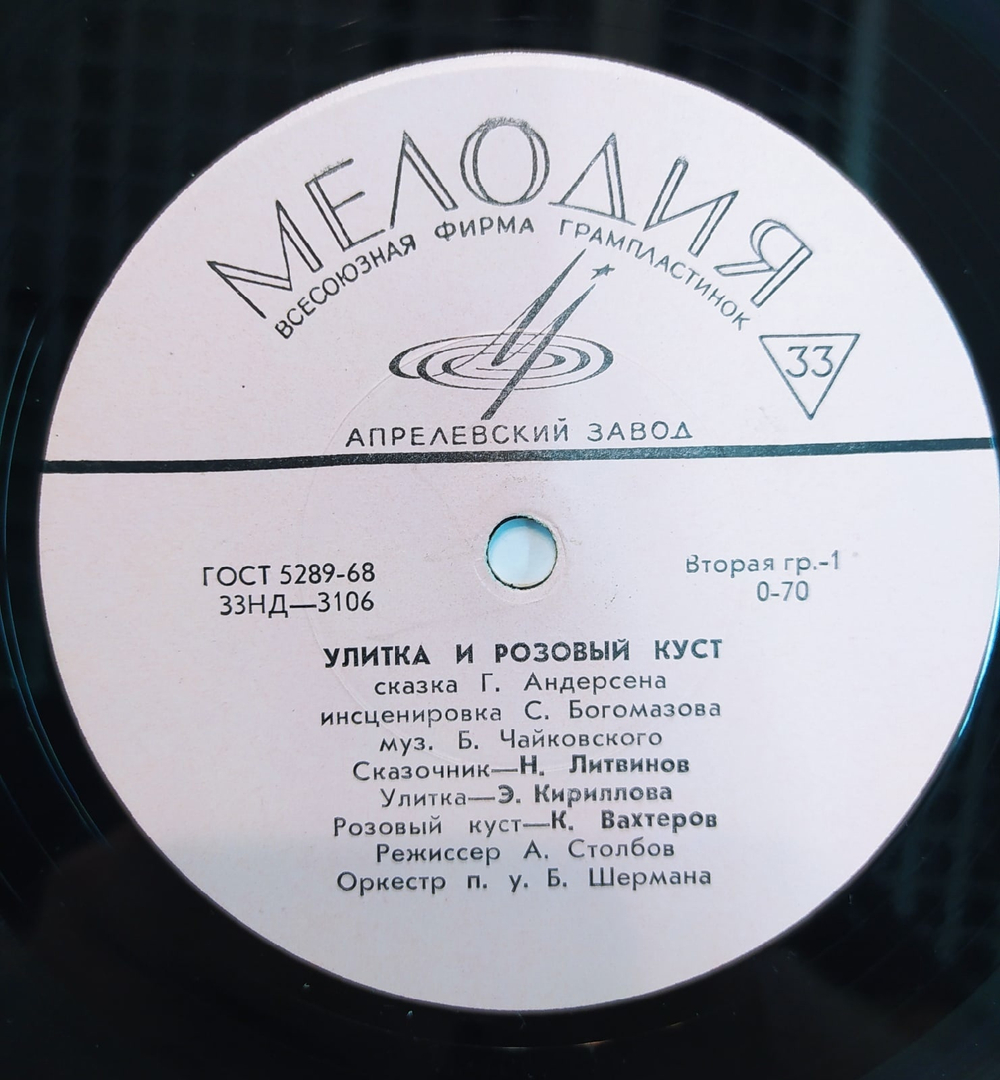 МЕЛОДИЯ
ВСЕСОЮЗНАЯ ФИРМА ГРАМПЛАСТИНОК
33
АПРЕЛЕВСКИЙ ЗАВОД
ГОСТ 5289-68
33НД—3106
Вторая гр.-1
0-70
УЛИТКА И РОЗОВЫЙ КУСТ
сказка Г. Андерсена
инсценировка С. Богомазова
муз. Б. Чайковского
Сказочник—Н. Литвинов
Улитка—Э. Кириллова
Розовый куст—К. Вахтеров
Режиссер А. Столбов
Оркестр п. у. Б. Шермана